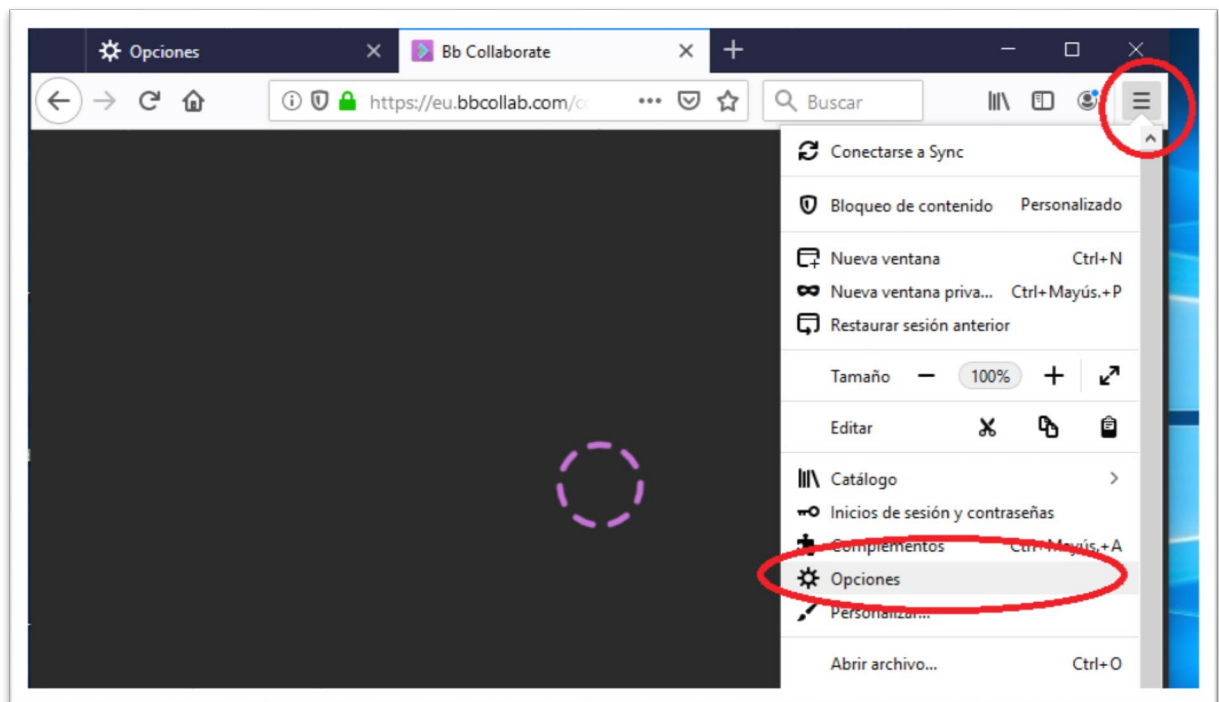 Opciones
Bb Collaborate
https://eu.bbcollab.com/co
Buscar
Conectarse a Sync
Bloqueo de contenido Personalizado
Nueva ventana Ctrl+N
Nueva ventana priva... Ctrl+Mayús.+P
Restaurar sesión anterior
Tamaño 100%
Editar
Catálogo
Inicios de sesión y contraseñas
Complementos Ctrl+Mayús.+A
Opciones
Personalizar...
Abrir archivo... Ctrl+O